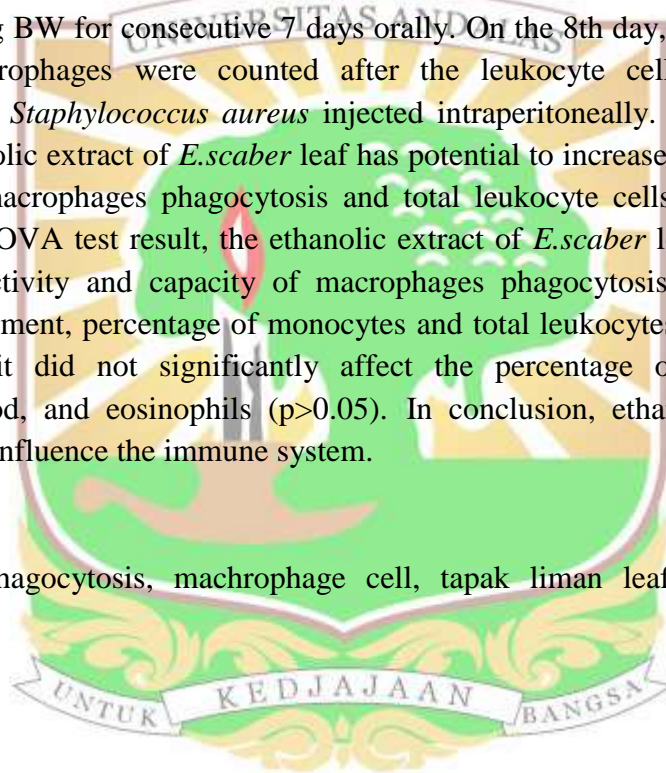 g BW for consecutive 7 days orally. On the 8th day,
UNIVERSITAS ANDALAS
rophages were counted after the leukocyte cell
Staphylococcus aureus injected intraperitoneally.
olic extract of E.scaber leaf has potential to increase
nacrophages phagocytosis and total leukocyte cells
OVA test result, the ethanolic extract of E.scaber l
ctivity and capacity of macrophages phagocytosis
ment, percentage of monocytes and total leukocytes
it did not significantly affect the percentage o
od, and eosinophils (p>0.05). In conclusion, etha
influence the immune system.
hagocytosis, machrophage cell, tapak liman leaf
UNTUK KEDJAJAAN BANGSA